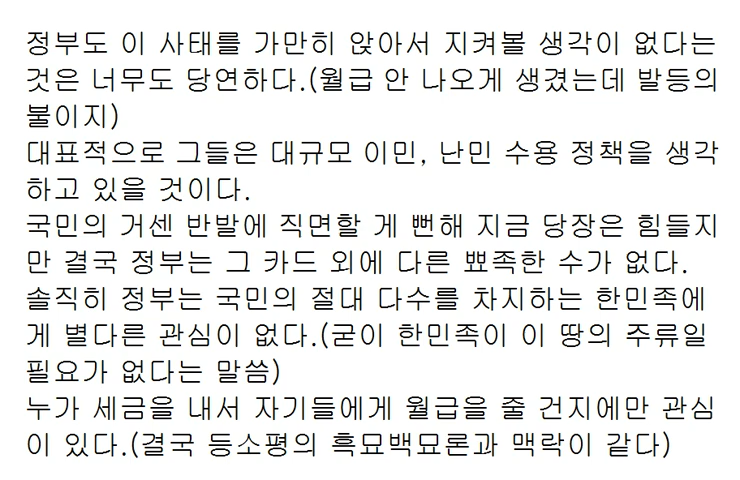 정부도 이 사태를 가만히 앉아서 지켜볼 생각이 없다는
것은 너무도 당연하다.(월급 안 나오게 생겼는데 발등의
불이지)
대표적으로 그들은 대규모 이민, 난민 수용 정책을 생각
하고 있을 것이다.
국민의 거센 반발에 직면할 게 뻔해 지금 당장은 힘들지
만 결국 정부는 그 카드 외에 다른 뾰족한 수가 없다.
솔직히 정부는 국민의 절대 다수를 차지하는 한민족에
게 별다른 관심이 없다.(굳이 한민족이 이 땅의 주류일
필요가 없다는 말씀)
누가 세금을 내서 자기들에게 월급을 줄 건지에만 관심
이 있다.(결국 등소평의 흑묘백묘론과 맥락이 같다)